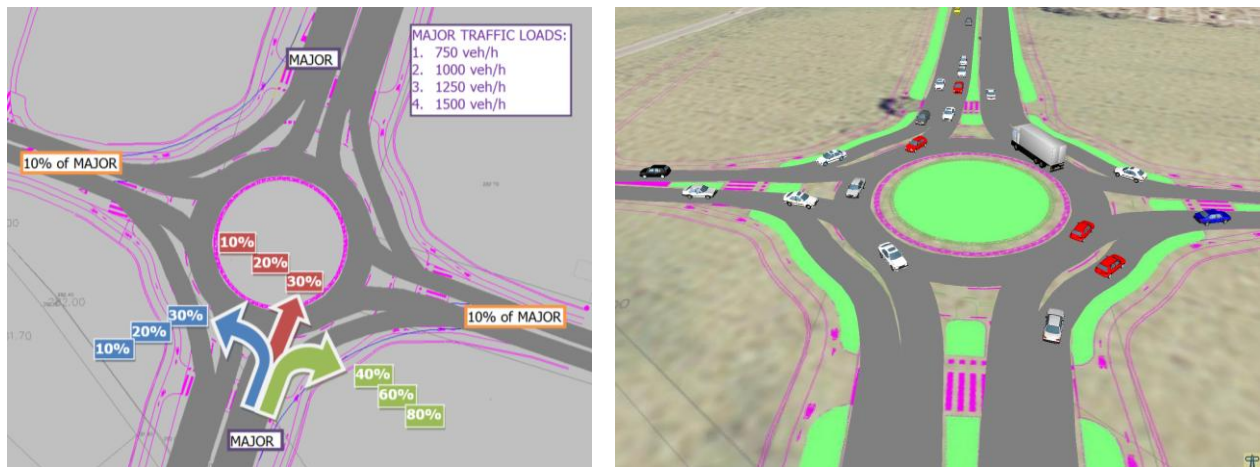 MAJOR TRAFFIC LOADS:
1. 750 veh/h
2. 1000 veh/h
3. 1250 veh/h
4. 1500 veh/h
MAJOR
10% of MAJOR
10%
20%
30%
30%
20%
10%
10% of MAJOR
40%
60%
80%
MAJOR